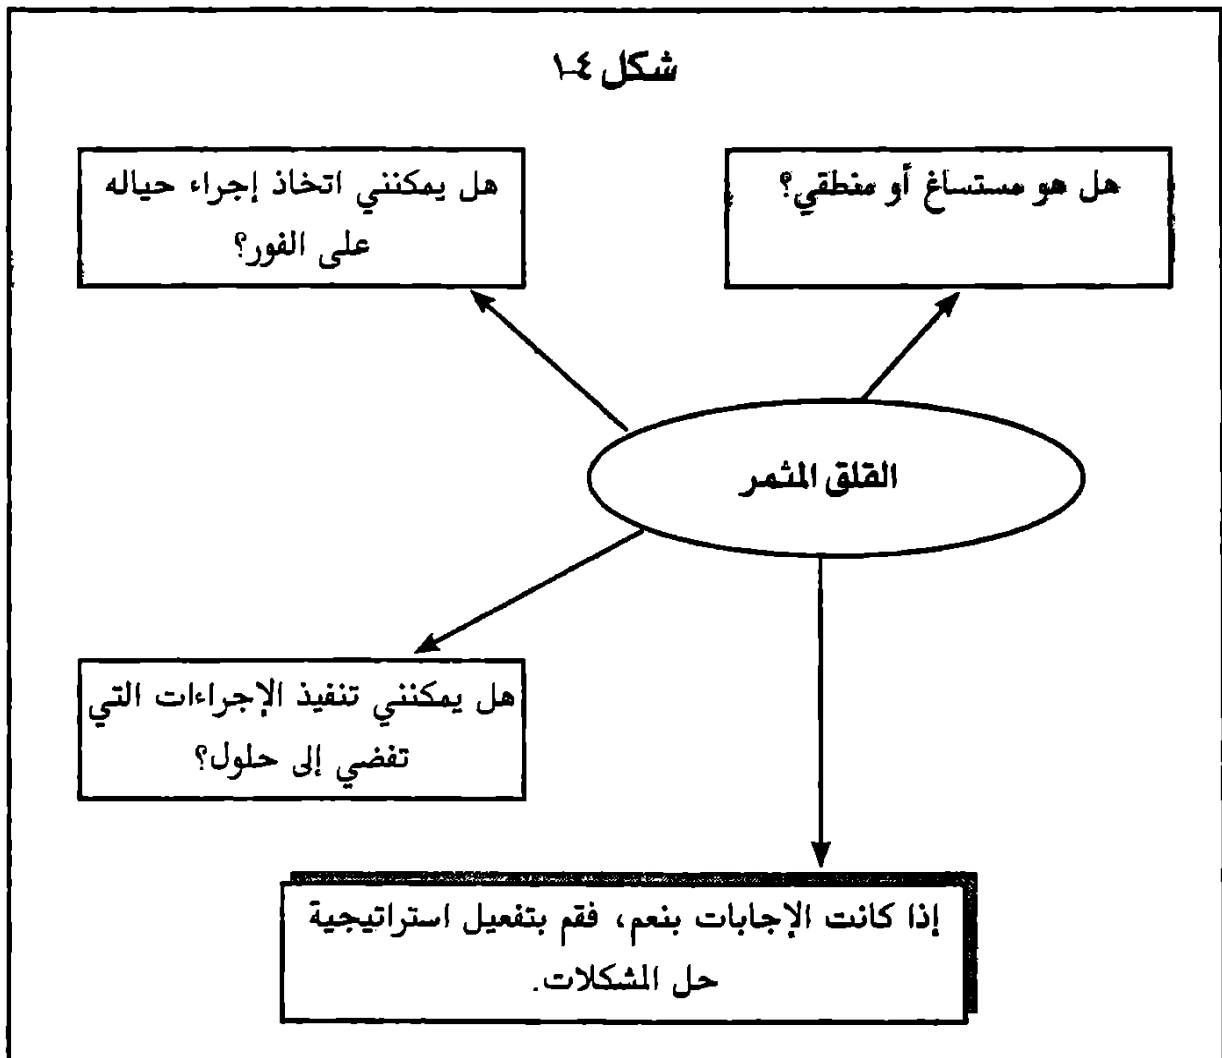 شكل ٤-١
هل هو مستساغ أو منطقي؟
هل يمكنني اتخاذ إجراء حياله
على الفور؟
القلق المثمر
هل يمكنني تنفيذ الإجراءات التي
تفضي إلى حلول؟
إذا كانت الإجابات بنعم، فقم بتفعيل استراتيجية
حل المشكلات.